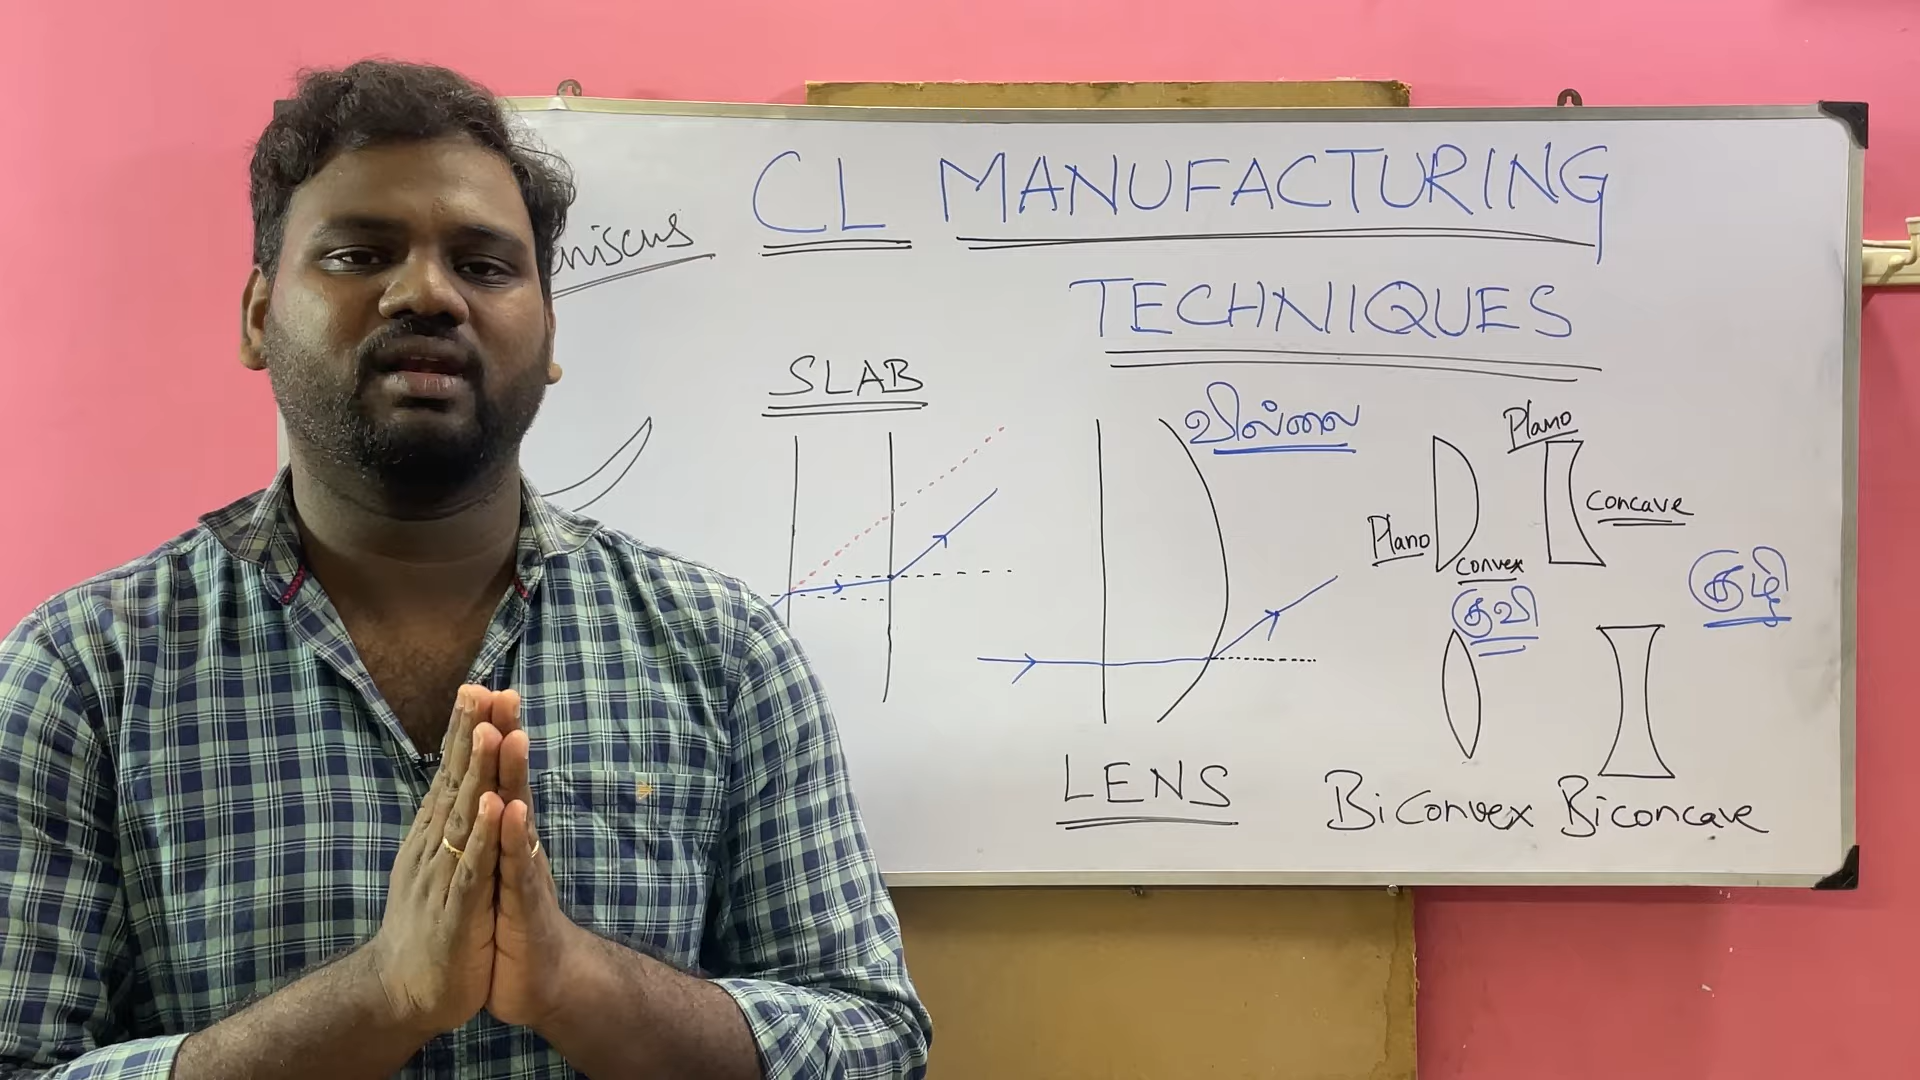 CL MANUFACTURING
TECHNIQUES
SLAB
வில்லை
Plano
Concave
Plano
Convex
குவி
குழி
LENS
BiConvex Biconcave